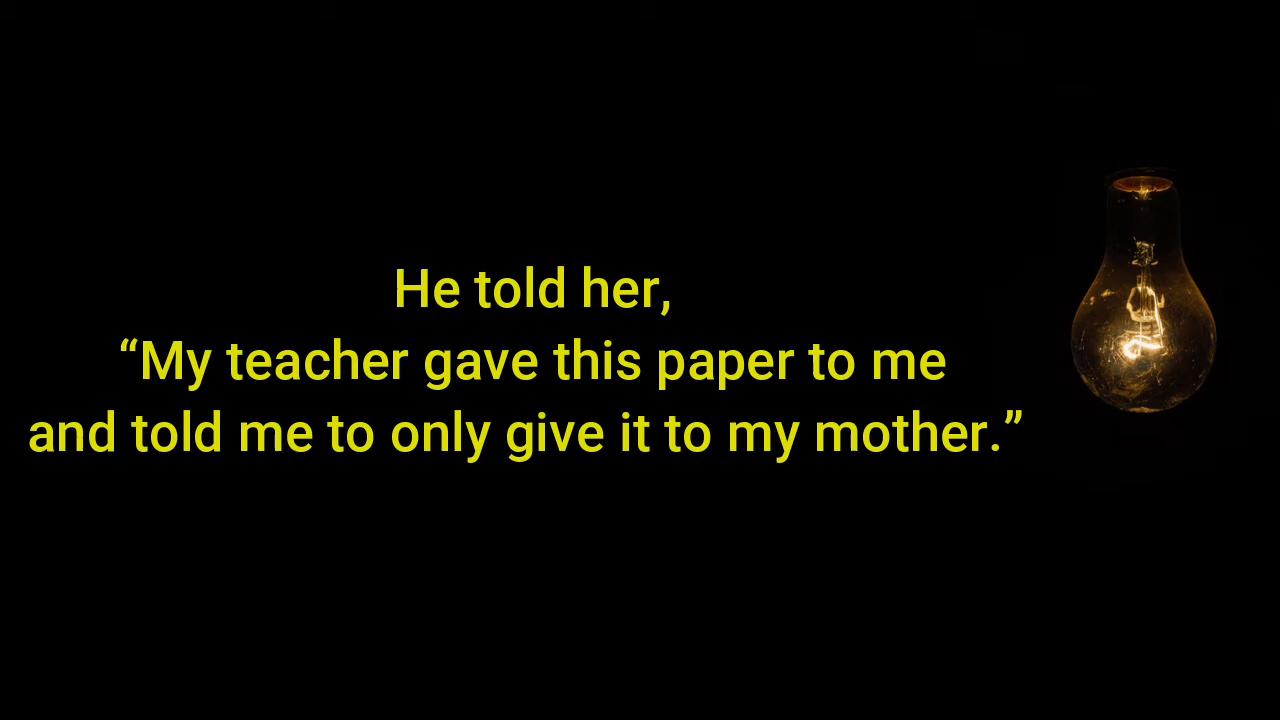 He told her,
“My teacher gave this paper to me
and told me to only give it to my mother.”